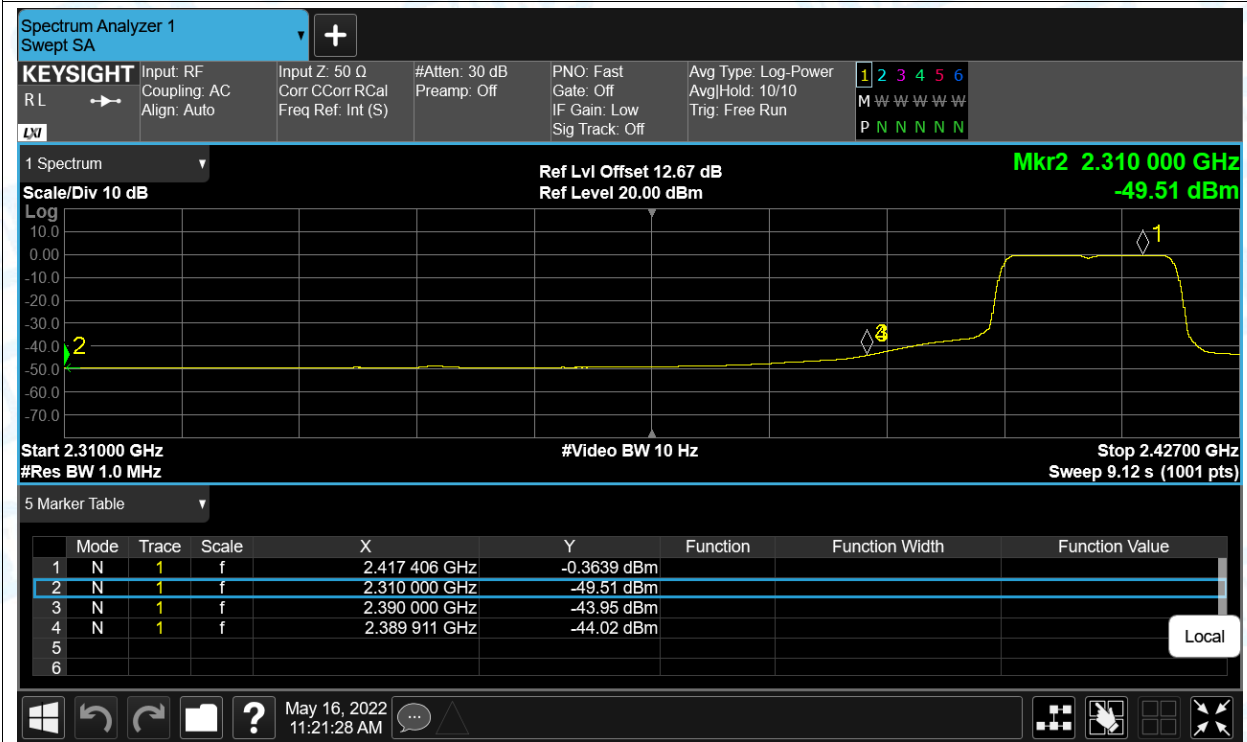 Spectrum Analyzer 1
Swept SA
KEYSIGHT Input: RF Input Z: 50 Ω #Atten: 30 dB PNO: Fast Avg Type: Log-Power 1 2 3 4 5 6
R L Coupling: AC Corr CCorr RCal Preamp: Off Gate: Off Avg|Hold: 10/10 M W W W W W W
Align: Auto Freq Ref: Int (S) IF Gain: Low Trig: Free Run P N N N N N N
LXI Sig Track: Off
1 Spectrum Ref Lvl Offset 12.67 dB Mkr2 2.310 000 GHz
Scale/Div 10 dB Ref Level 20.00 dBm -49.51 dBm
Log
10.0
0.00
-10.0
-20.0
-30.0
-40.0
-50.0
-60.0
-70.0
1
2
4
Start 2.31000 GHz #Video BW 10 Hz Stop 2.42700 GHz
#Res BW 1.0 MHz Sweep 9.12 s (1001 pts)
5 Marker Table
Mode Trace Scale X Y Function Function Width Function Value
1 N 1 f 2.417 406 GHz -0.3639 dBm
2 N 1 f 2.310 000 GHz -49.51 dBm
3 N 1 f 2.390 000 GHz -43.95 dBm
4 N 1 f 2.389 911 GHz -44.02 dBm
5
6
Local
? May 16, 2022
11:21:28 AM